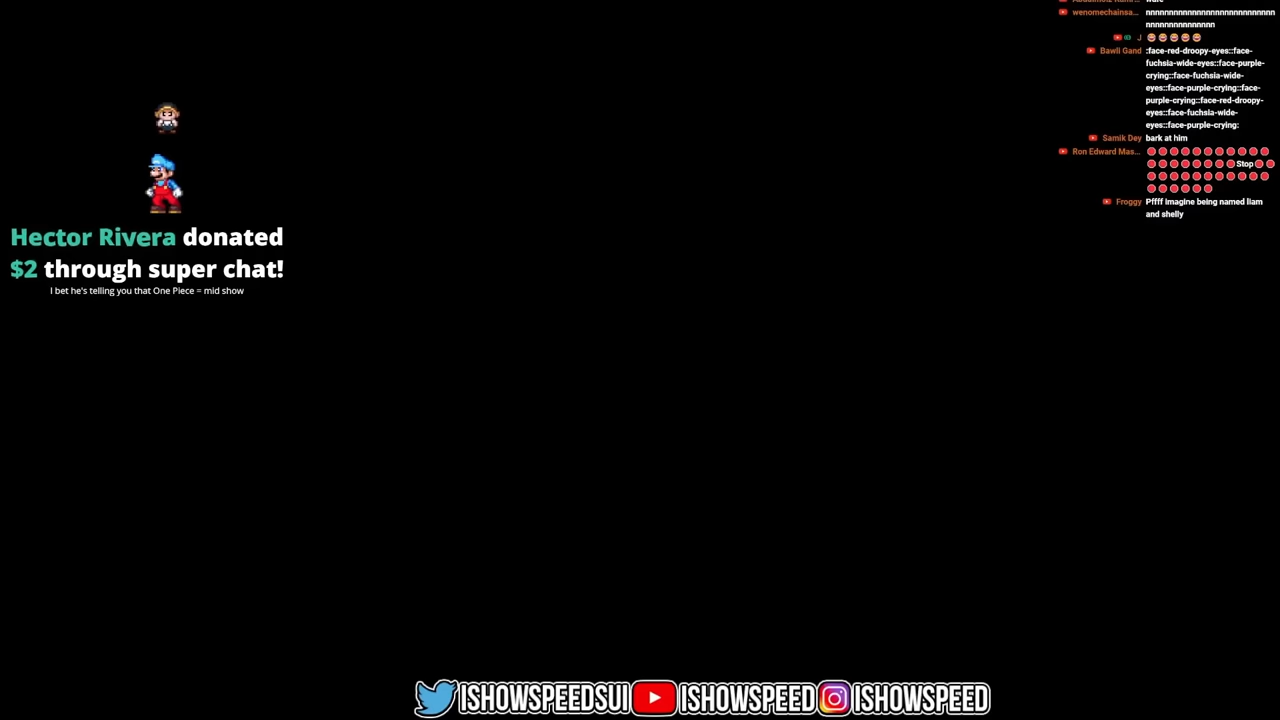 Hector Rivera donated
$2 through super chat!
I bet he's telling you that One Piece = mid show
wenomechainsa... nnnnnnnnnnnnnnnnnnnnnnnnnnnn
nnnnnnnnnnnnnnn
J
Bawli Gand :face-red-droopy-eyes::face-
fuchsia-wide-eyes::face-purple-
crying::face-fuchsia-wide-
eyes::face-purple-crying::face-
purple-crying::face-red-droopy-
eyes::face-fuchsia-wide-
eyes::face-purple-crying:
Samik Dey bark at him
Ron Edward Mas...
Stop
Froggy Pffff imagine being named liam
and shelly
ISHOWSPEEDSUI ISHOWSPEED ISHOWSPEED